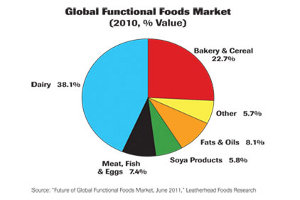 Global Functional Foods Market
(2010, % Value)
Bakery & Cereal
22.7%
Dairy 38.1%
Other 5.7%
Fats & Oils 8.1%
Soya Products 5.8%
Meat, Fish
& Eggs 7.4%
Source: "Future of Global Functional Foods Market, June 2011," Leatherhead Foods Research